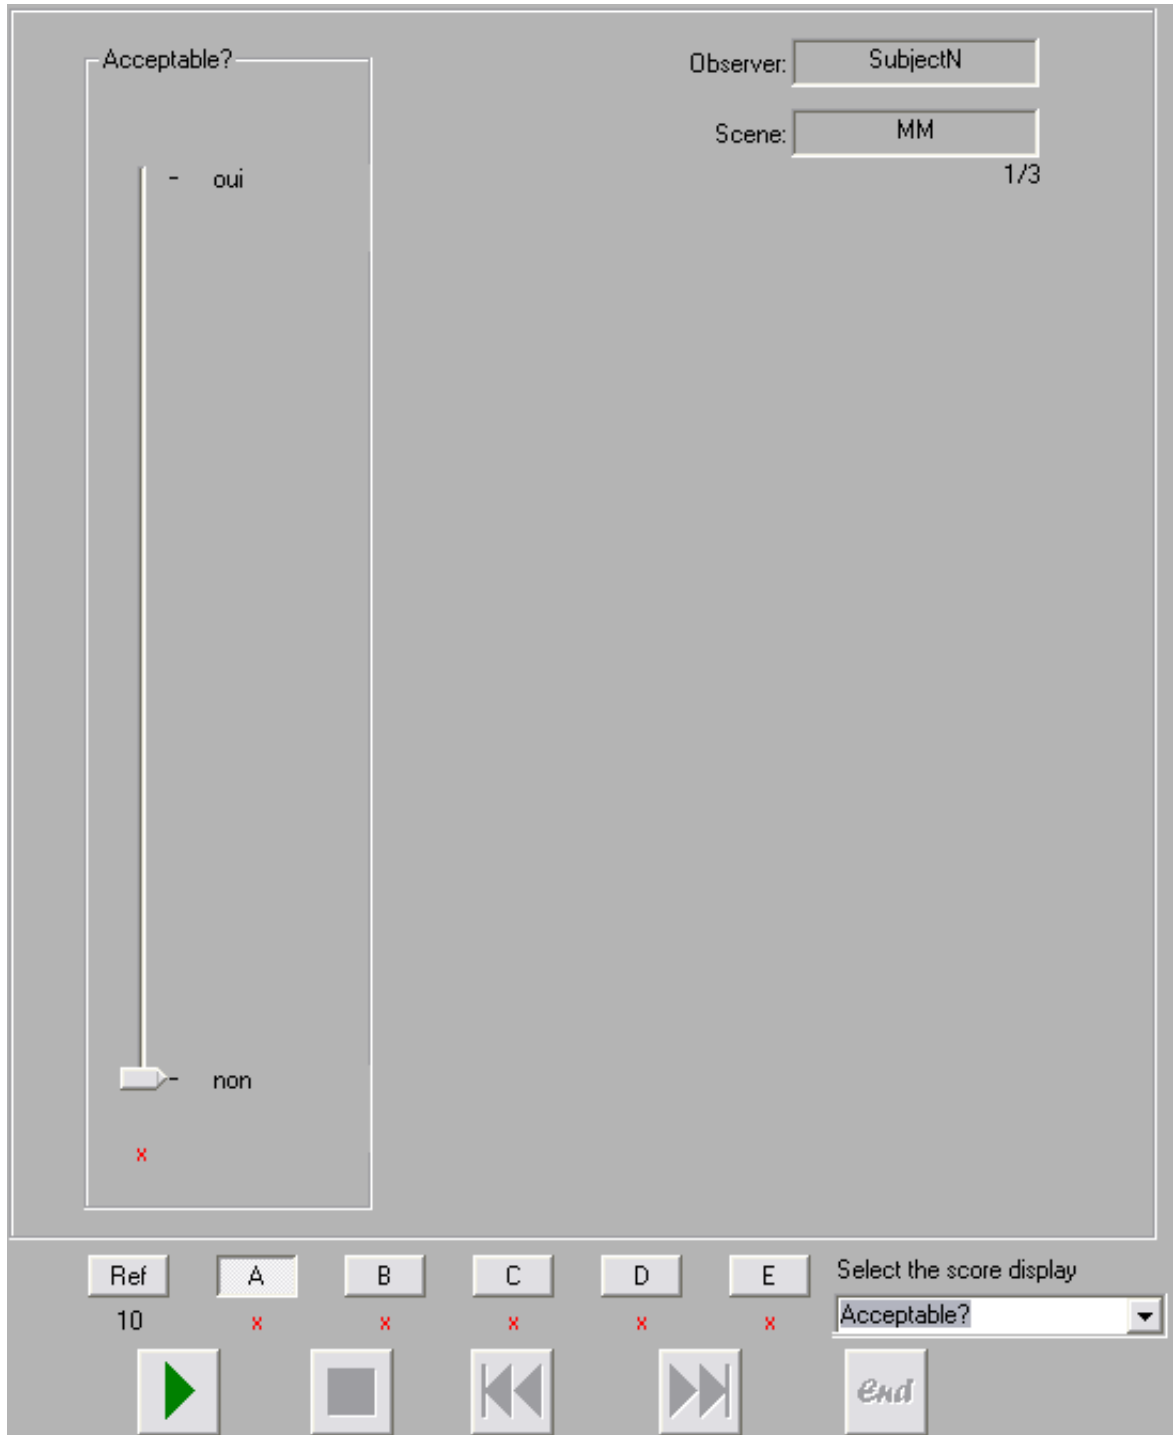 Acceptable?
Observer: SubjectN
Scene: MM
1/3
- oui
- non
x
Ref A B C D E
10 x x x x x
Select the score display
Acceptable?
end